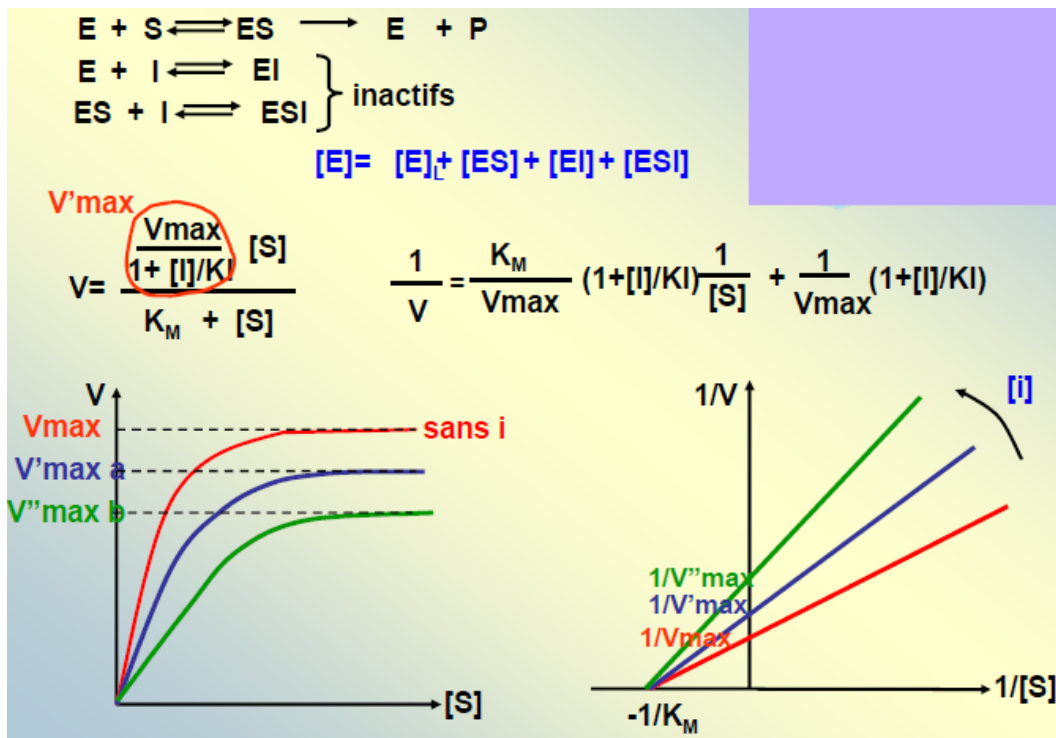 E + S ⇌ ES ⟶ E + P
E + I ⇌ EI
ES + I ⇌ ESI
inactifs
[E]= [E]L+ [ES] + [EI] + [ESI]
V'max
V= Vmax/(1+ [I]/KI) [S] / (KM + [S])
1/V = KM/Vmax (1+[I]/KI) 1/[S] + 1/Vmax (1+[I]/KI)
V
Vmax
sans i
V'max a
V"max b
[S]
1/V
[i]
1/V"max
1/V'max
1/Vmax
1/[S]
-1/KM